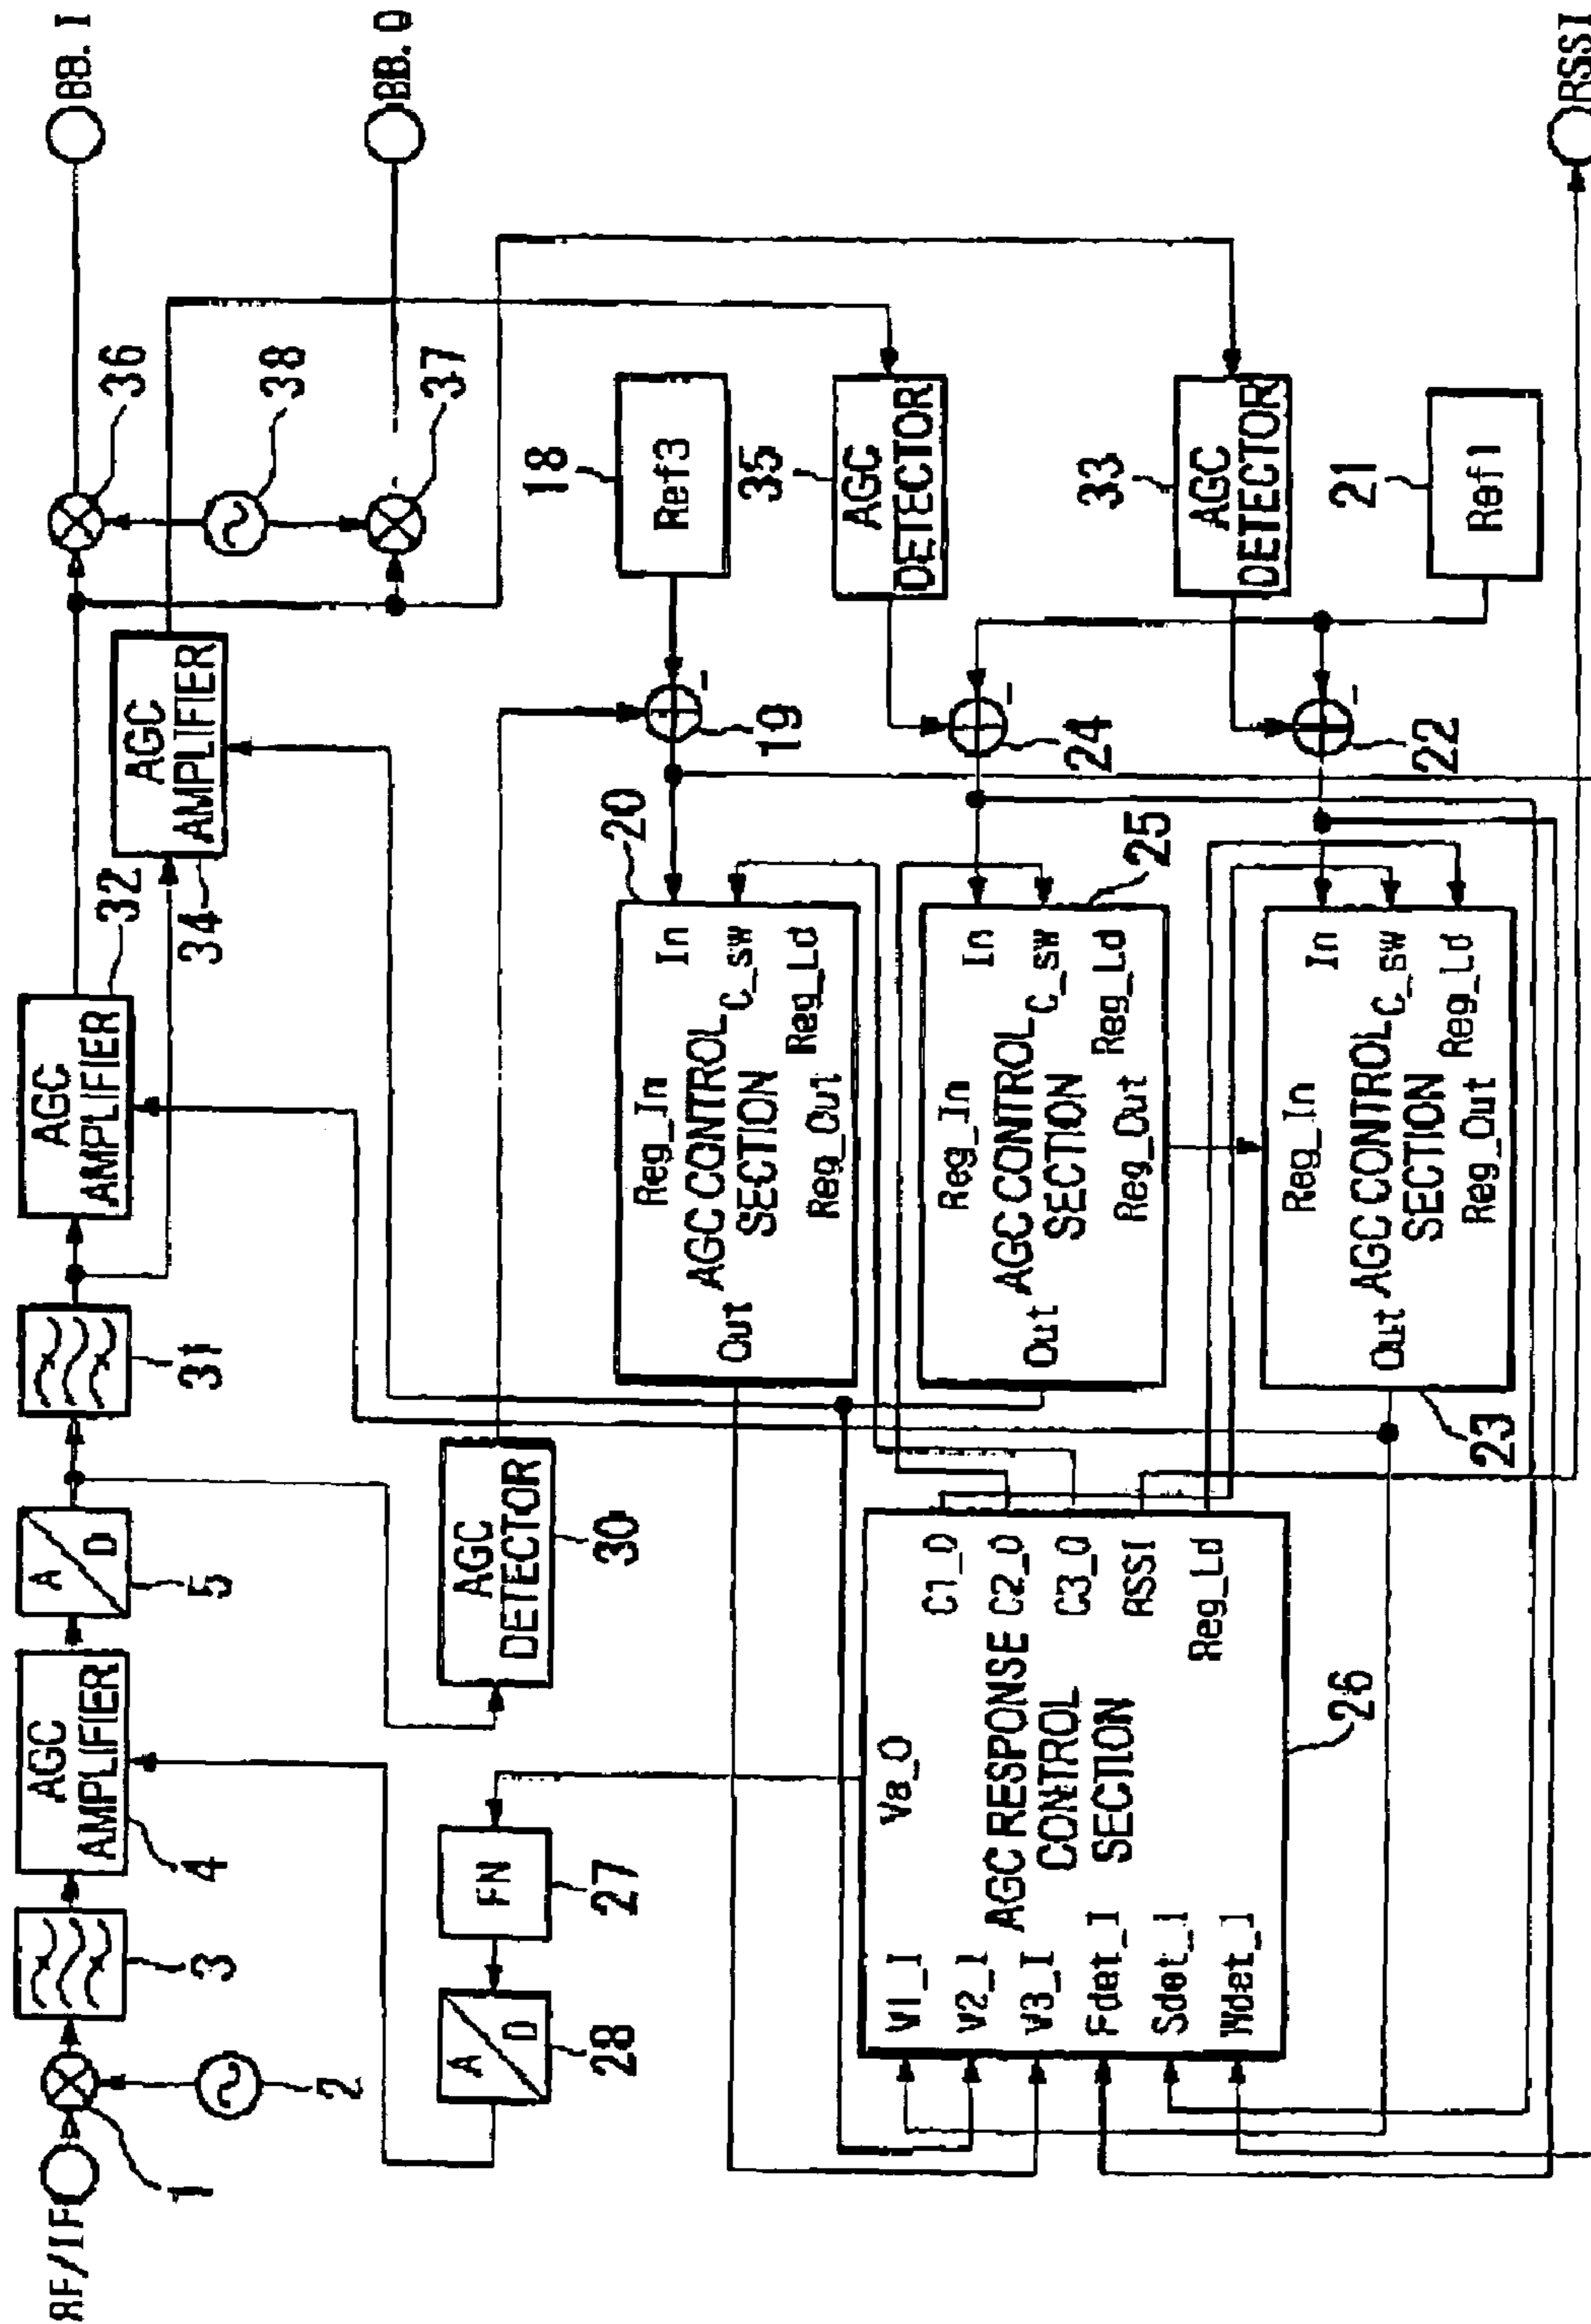 RF/IF
1
2
3
AGC
AMPLIFIER
4
A
D
5
31
AGC
AMPLIFIER
32
AGC
AMPLIFIER
34
36
38
37
BB. I
BB. Q
A
D
28
FN
27
AGC
DETECTOR
30
Ref3
18
-
19
AGC
DETECTOR
35
-
24
AGC
DETECTOR
33
-
22
Ref1
21
20
Reg_In
In
Out
AGC CONTROL
SECTION
C_sw
Reg_Out
Reg_Ld
25
Reg_In
In
Out
AGC CONTROL
SECTION
C_sw
Reg_Out
Reg_Ld
Reg_In
In
Out
AGC CONTROL
SECTION
C_sw
Reg_Out
Reg_Ld
23
Va_O
V1_I
V2_I
V3_I
Fdet_I
Sdet_I
Wdet_I
AGC RESPONSE
CONTROL
SECTION
C1_O
C2_O
C3_O
RSSI
Reg_Ld
26
RSSI